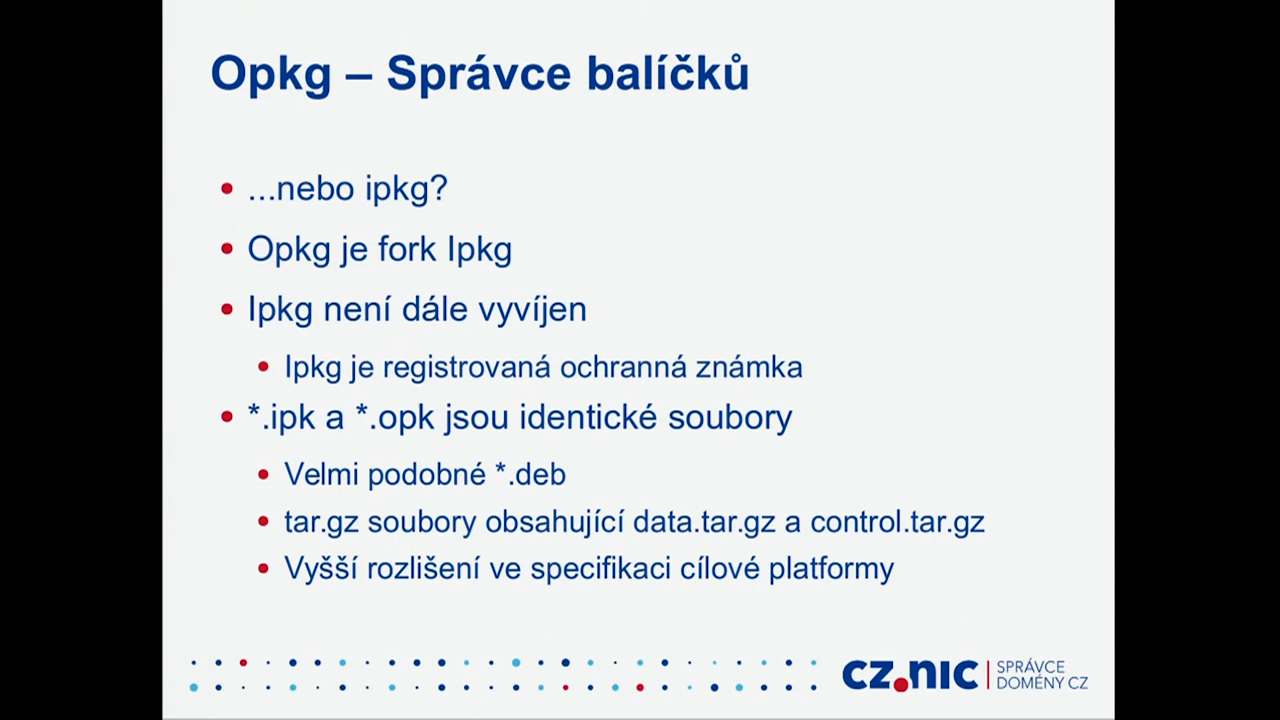 Opkg – Správce balíčků
...nebo ipkg?
Opkg je fork Ipkg
Ipkg není dále vyvíjen
Ipkg je registrovaná ochranná známka
*.ipk a *.opk jsou identické soubory
Velmi podobné *.deb
tar.gz soubory obsahující data.tar.gz a control.tar.gz
Vyšší rozlišení ve specifikaci cílové platformy
CZ.NIC
SPRÁVCE
DOMÉNY CZ